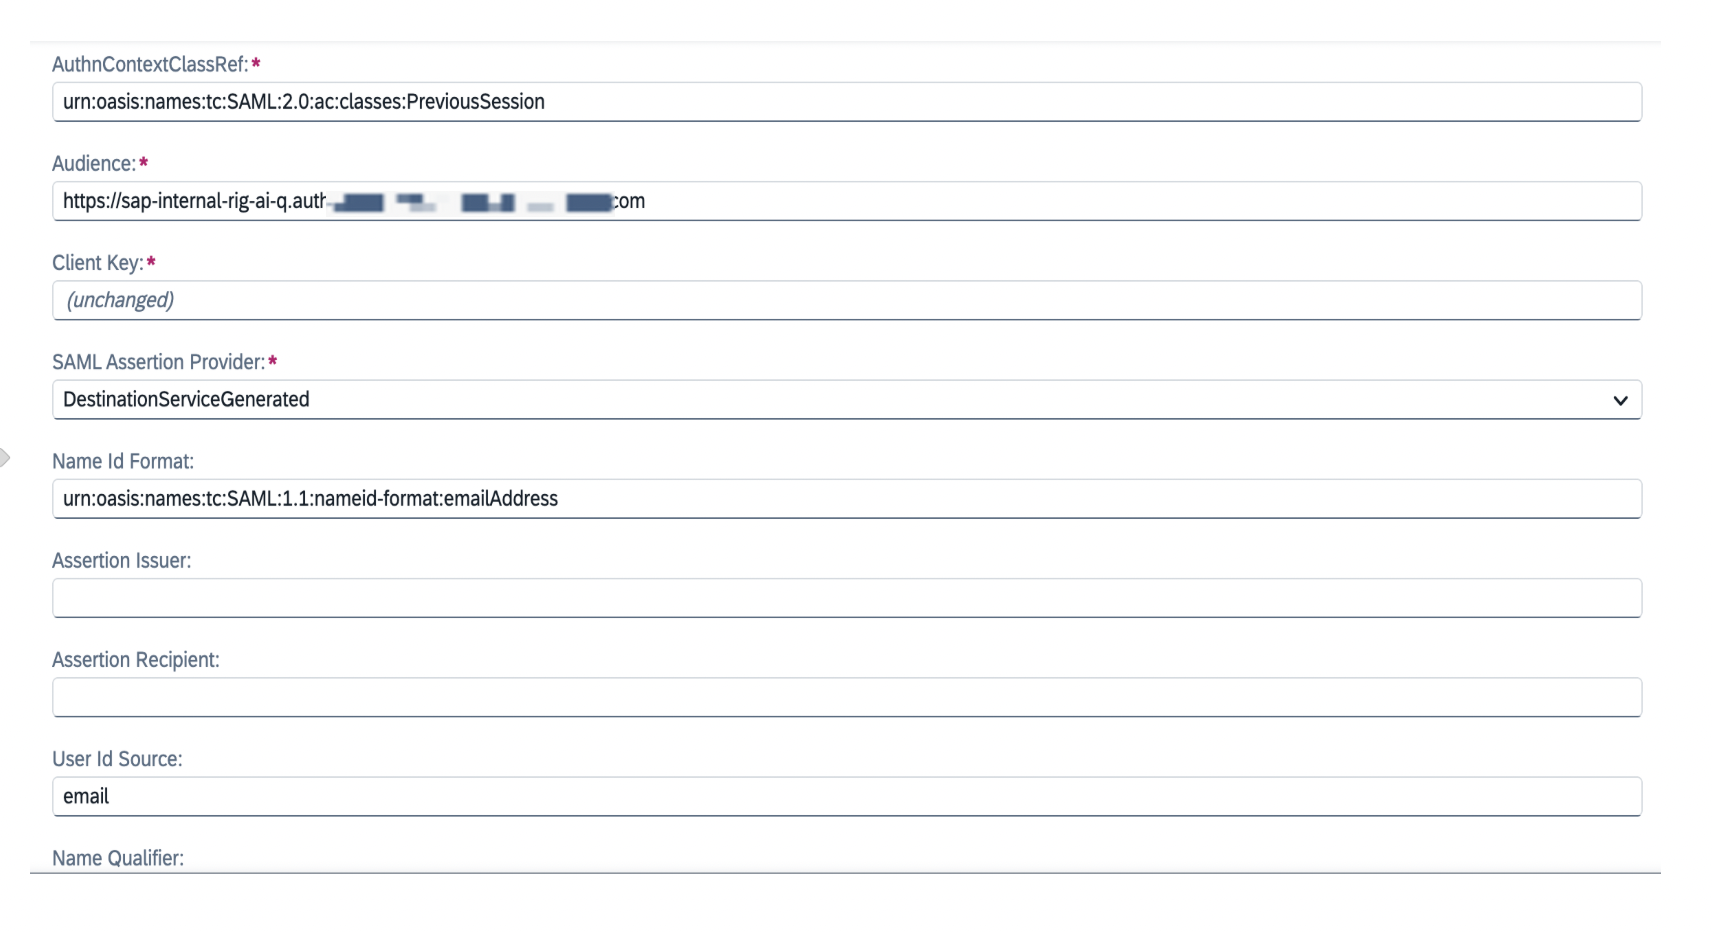 AuthnContextClassRef:*
urn:oasis:names:tc:SAML:2.0:ac:classes:PreviousSession
Audience:*
https://sap-internal-rig-ai-q.auth com
Client Key:*
(unchanged)
SAML Assertion Provider:*
DestinationServiceGenerated
Name Id Format:
urn:oasis:names:tc:SAML:1.1:nameid-format:emailAddress
Assertion Issuer:
Assertion Recipient:
User Id Source:
email
Name Qualifier: